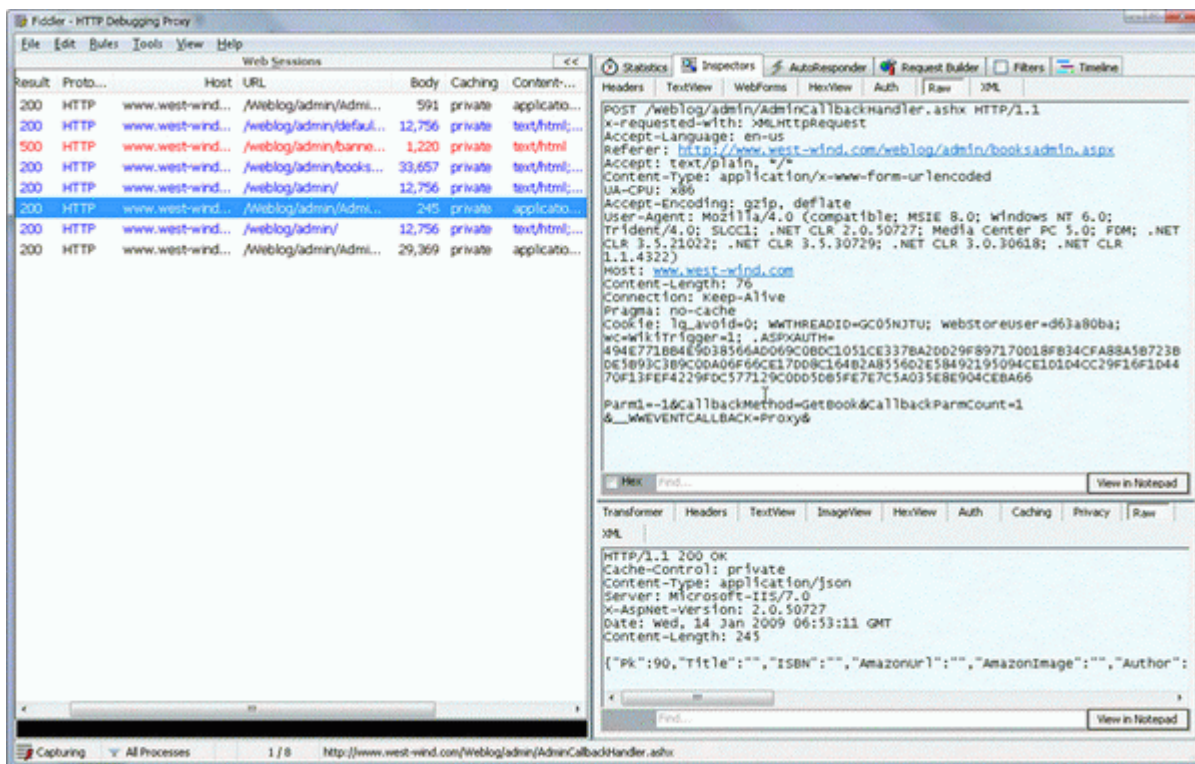 Fiddler - HTTP Debugging Proxy
File Edit Rules Tools View Help
Web Sessions <<
Result Proto... Host URL Body Caching Content-...
200 HTTP www.west-wind... /Weblog/admin/Admi... 591 private applicatio...
200 HTTP www.west-wind... /weblog/admin/defaul... 12,756 private text/html;...
500 HTTP www.west-wind... /weblog/admin/banne... 1,220 private text/html
200 HTTP www.west-wind... /weblog/admin/books... 33,657 private text/html;...
200 HTTP www.west-wind... /weblog/admin/ 12,756 private text/html;...
200 HTTP www.west-wind... /Weblog/admin/Admi... 245 private applicatio...
200 HTTP www.west-wind... /weblog/admin/ 12,756 private text/html;...
200 HTTP www.west-wind... /Weblog/admin/Admi... 29,369 private applicatio...
Statistics Inspectors AutoResponder Request Builder Filters Timeline
Headers TextView WebForms HexView Auth Raw XML
POST /Weblog/admin/AdminCallbackHandler.ashx HTTP/1.1
x-requested-with: XMLHttpRequest
Accept-Language: en-us
Referer: http://www.west-wind.com/weblog/admin/booksadmin.aspx
Accept: text/plain, */*
Content-Type: application/x-www-form-urlencoded
UA-CPU: x86
Accept-Encoding: gzip, deflate
User-Agent: Mozilla/4.0 (compatible; MSIE 8.0; Windows NT 6.0;
Trident/4.0; SLCC1; .NET CLR 2.0.50727; Media Center PC 5.0; FDM; .NET
CLR 3.5.21022; .NET CLR 3.5.30729; .NET CLR 3.0.30618; .NET CLR
1.1.4322)
Host: www.west-wind.com
Content-Length: 76
Connection: Keep-Alive
Pragma: no-cache
Cookie: lq_avoid=0; WWTHREADID=GC05NJTU; WebStoreUser=d63a80ba;
wc=WikiTrigger=1; .ASPXAUTH=
Parm1=-1&CallbackMethod=GetBook&CallbackParmCount=1
&__WWEVENTCALLBACK=Proxy&
Hex Find... View in Notepad
Transformer Headers TextView ImageView HexView Auth Caching Privacy Raw
XML
HTTP/1.1 200 OK
Cache-Control: private
Content-Type: application/json
Server: Microsoft-IIS/7.0
X-AspNet-Version: 2.0.50727
Date: Wed, 14 Jan 2009 06:53:11 GMT
Content-Length: 245
{"Pk":90,"Title":"","ISBN":"","AmazonUrl":"","AmazonImage":"","Author":
Find... View in Notepad
Capturing All Processes 1 / 8 http://www.west-wind.com/Weblog/admin/AdminCallbackHandler.ashx